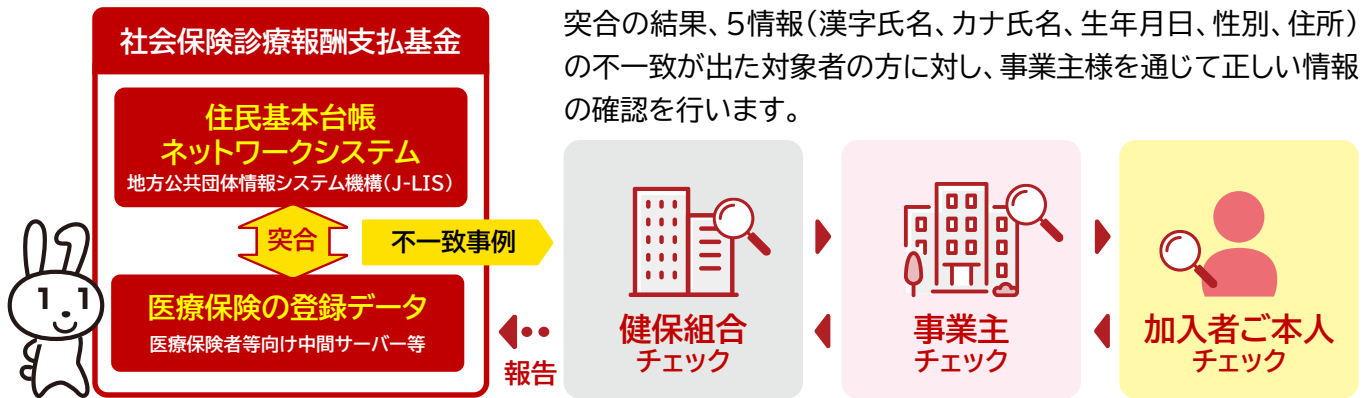 社会保険診療報酬支払基金
住民基本台帳
ネットワークシステム
地方公共団体情報システム機構(J-LIS)
突合
不一致事例
医療保険の登録データ
医療保険者等向け中間サーバー等
突合の結果、5情報(漢字氏名、カナ氏名、生年月日、性別、住所)
の不一致が出た対象者の方に対し、事業主様を通じて正しい情報
の確認を行います。
健保組合
チェック
事業主
チェック
加入者ご本人
チェック
報告